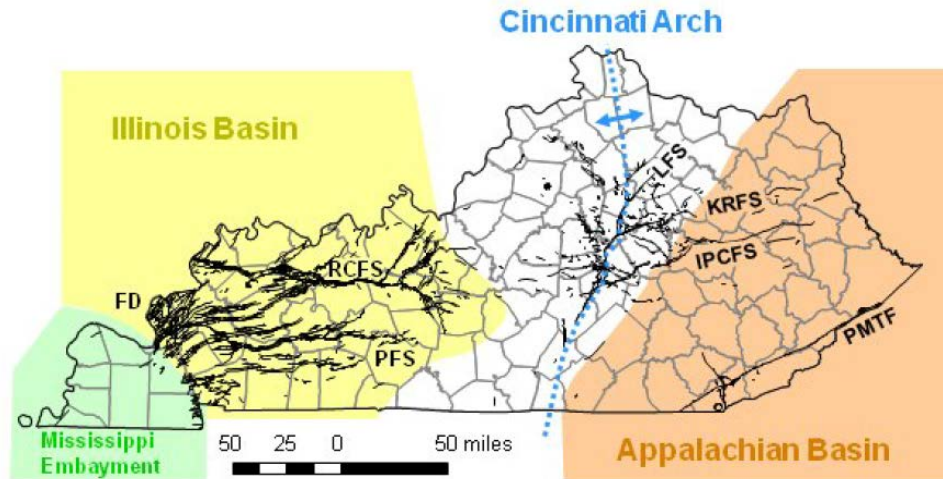 Cincinnati Arch
Illinois Basin
LFS
KRFS
IPCFS
RCFS
FD
PMTF
PFS
Mississippi
Embayment
50 25 0 50 miles
Appalachian Basin